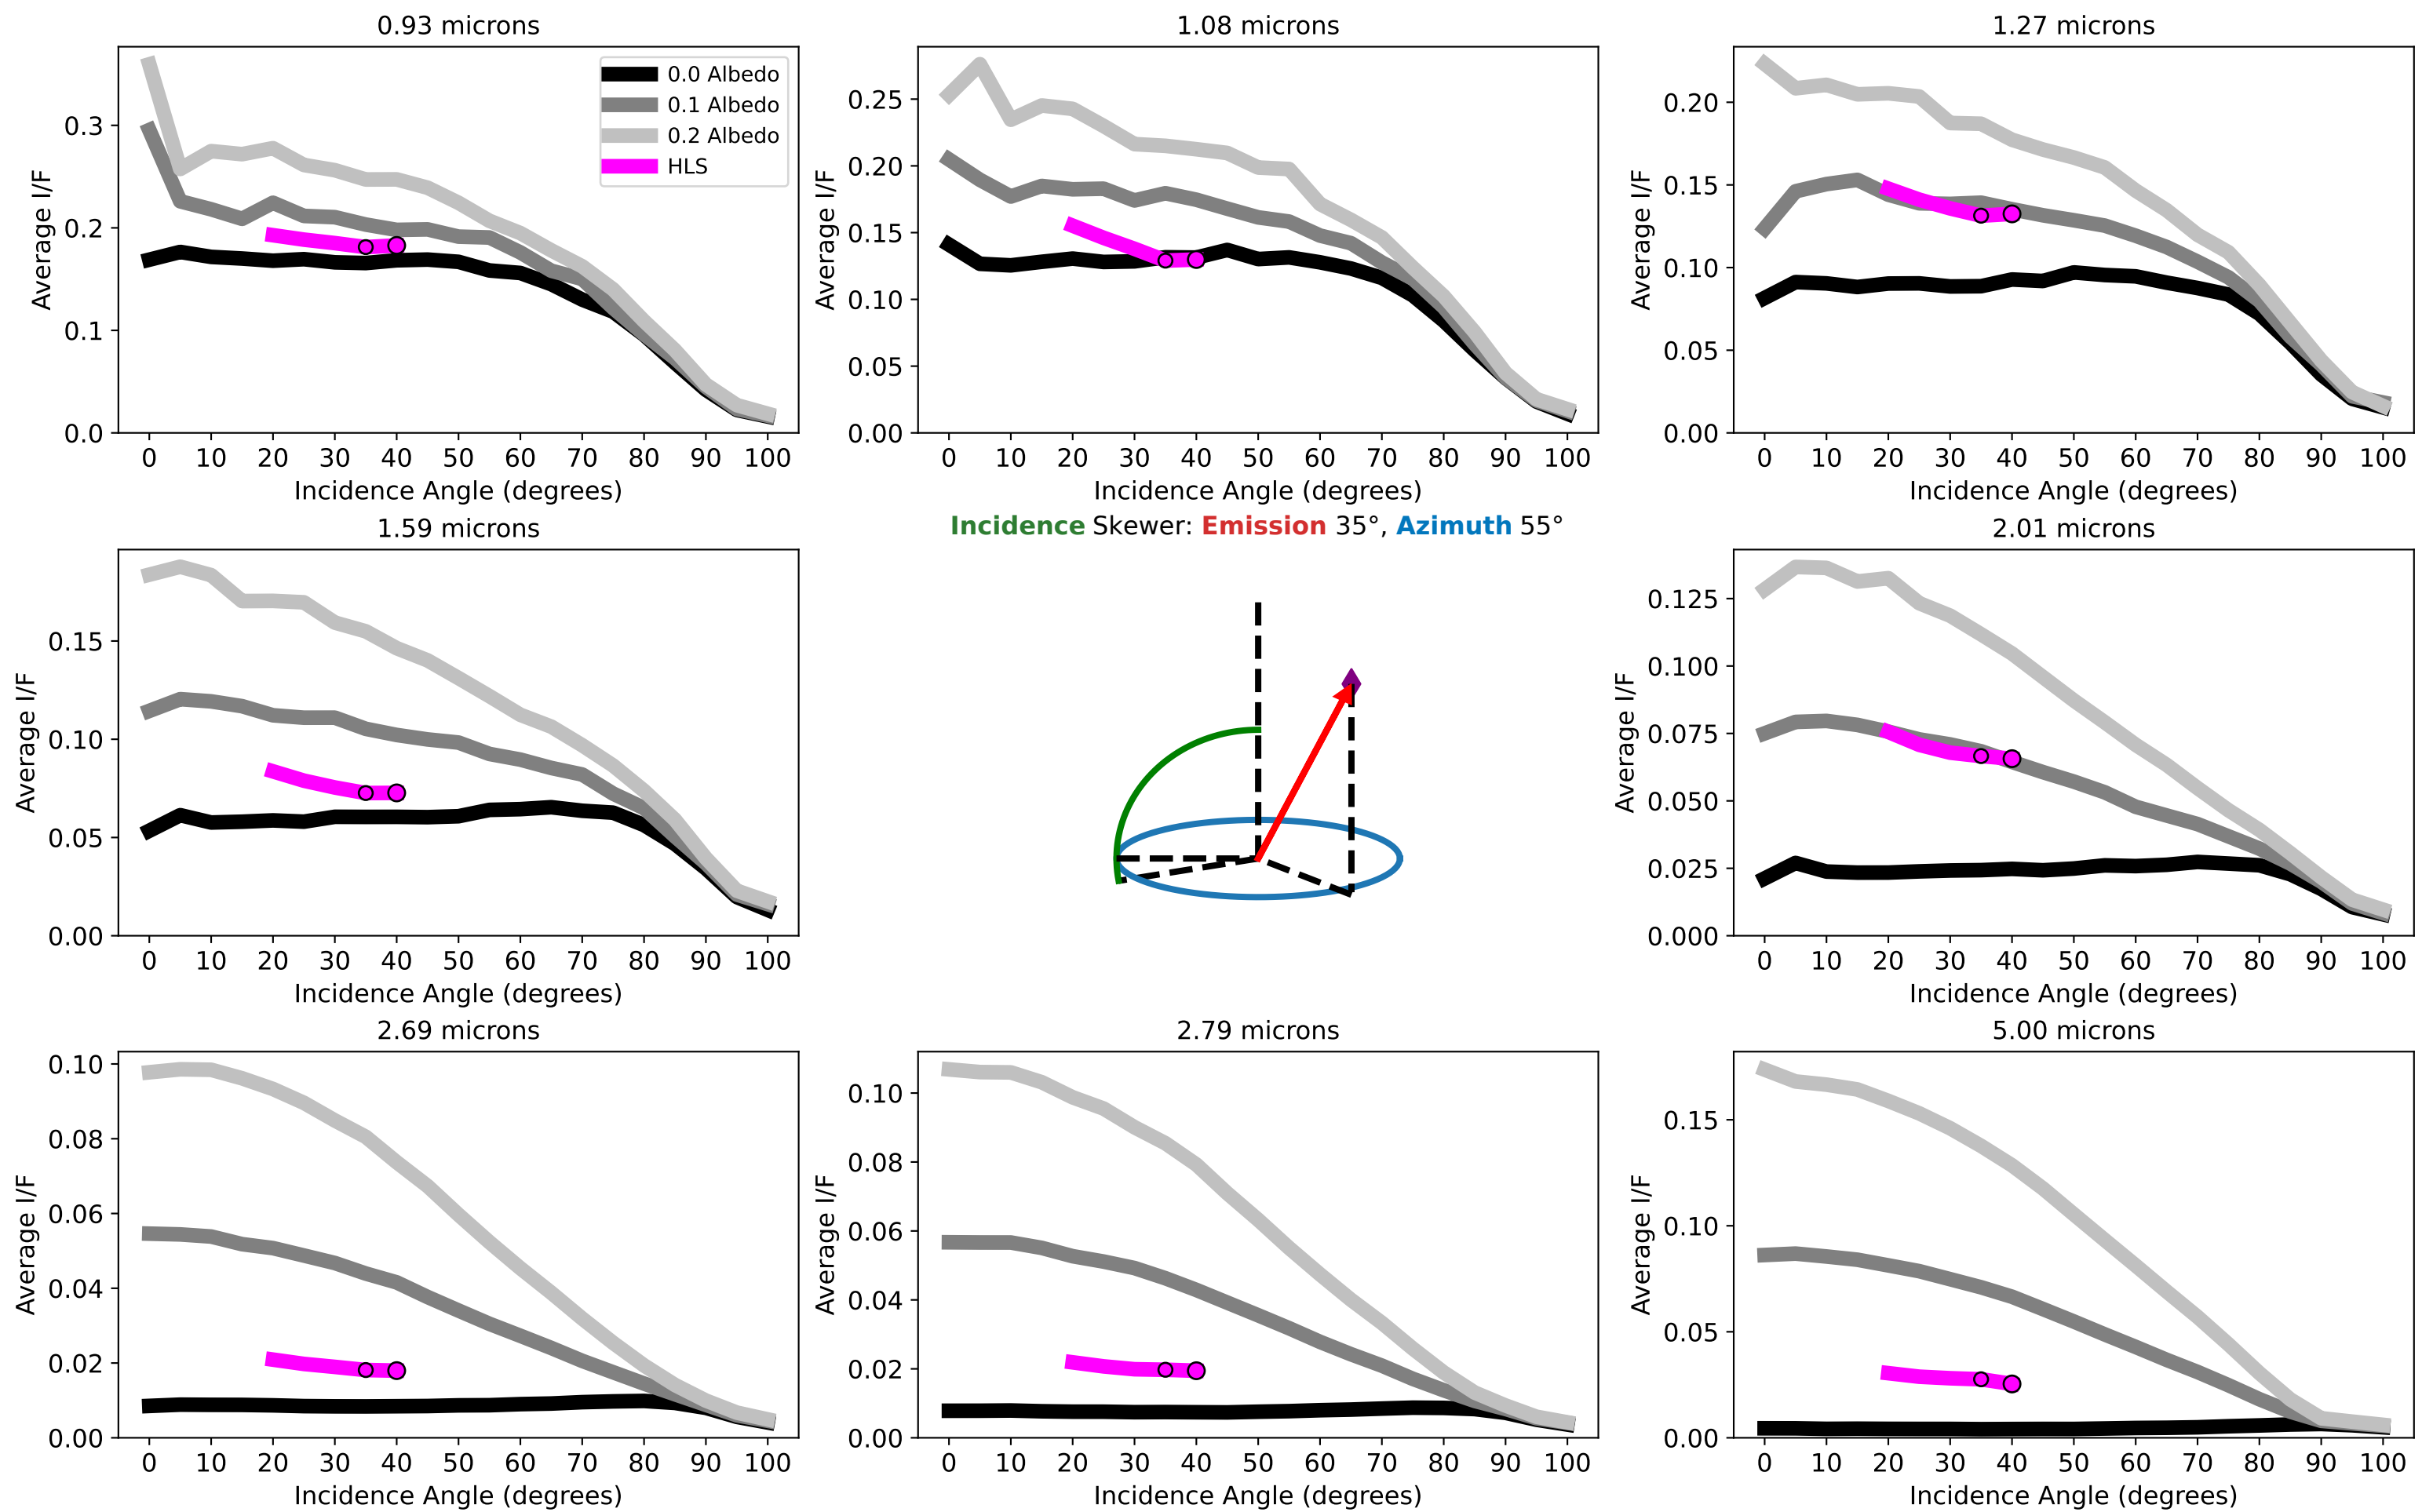 0.93 microns
Average I/F
0.3
0.2
0.1
0.0
0.0 Albedo
0.1 Albedo
0.2 Albedo
HLS
0 10 20 30 40 50 60 70 80 90 100
Incidence Angle (degrees)
1.08 microns
Average I/F
0.25
0.20
0.15
0.10
0.05
0.00
0 10 20 30 40 50 60 70 80 90 100
Incidence Angle (degrees)
1.27 microns
Average I/F
0.20
0.15
0.10
0.05
0.00
0 10 20 30 40 50 60 70 80 90 100
Incidence Angle (degrees)
1.59 microns
Average I/F
0.15
0.10
0.05
0.00
0 10 20 30 40 50 60 70 80 90 100
Incidence Angle (degrees)
Incidence Skewer: Emission 35°, Azimuth 55°
2.01 microns
Average I/F
0.125
0.100
0.075
0.050
0.025
0.000
0 10 20 30 40 50 60 70 80 90 100
Incidence Angle (degrees)
2.69 microns
Average I/F
0.10
0.08
0.06
0.04
0.02
0.00
0 10 20 30 40 50 60 70 80 90 100
Incidence Angle (degrees)
2.79 microns
Average I/F
0.10
0.08
0.06
0.04
0.02
0.00
0 10 20 30 40 50 60 70 80 90 100
Incidence Angle (degrees)
5.00 microns
Average I/F
0.15
0.10
0.05
0.00
0 10 20 30 40 50 60 70 80 90 100
Incidence Angle (degrees)